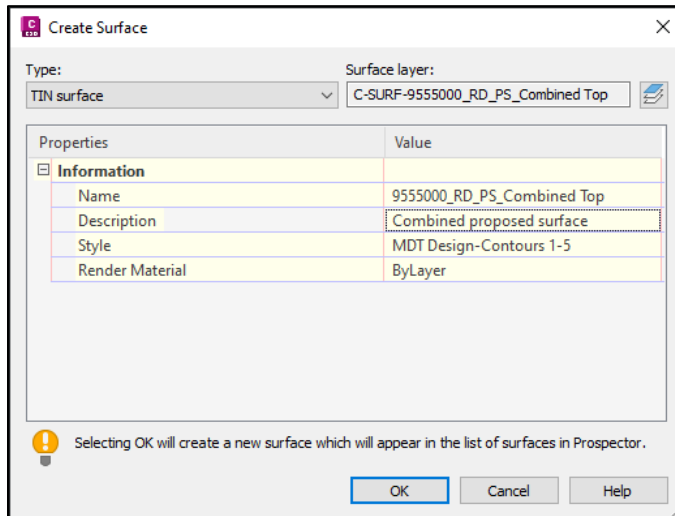 C
C3D
Create Surface
Type:
Surface layer:
TIN surface
C-SURF-9555000_RD_PS_Combined Top
Properties
Value
Information
Name
9555000_RD_PS_Combined Top
Description
Combined proposed surface
Style
MDT Design-Contours 1-5
Render Material
ByLayer
Selecting OK will create a new surface which will appear in the list of surfaces in Prospector.
OK
Cancel
Help